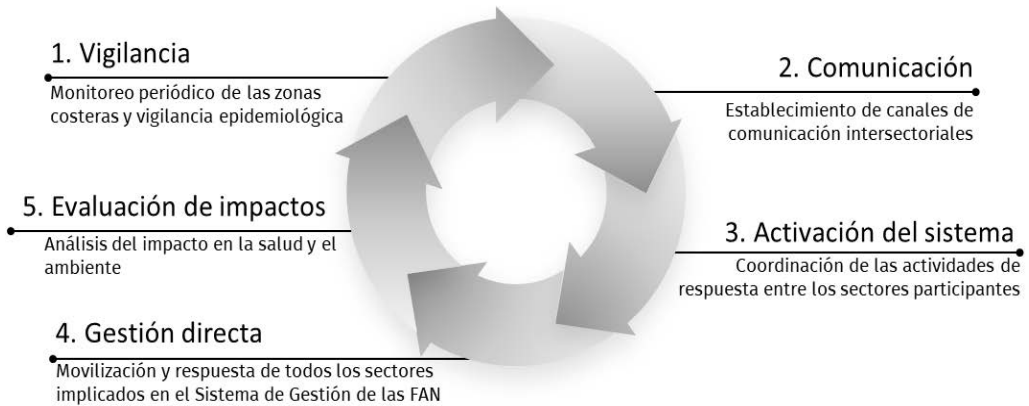 1. Vigilancia
Monitoreo periódico de las zonas
costeras y vigilancia epidemiológica
2. Comunicación
Establecimiento de canales de
comunicación intersectoriales
3. Activación del sistema
Coordinación de las actividades de
respuesta entre los sectores participantes
4. Gestión directa
Movilización y respuesta de todos los sectores
implicados en el Sistema de Gestión de las FAN
5. Evaluación de impactos
Análisis del impacto en la salud y el
ambiente